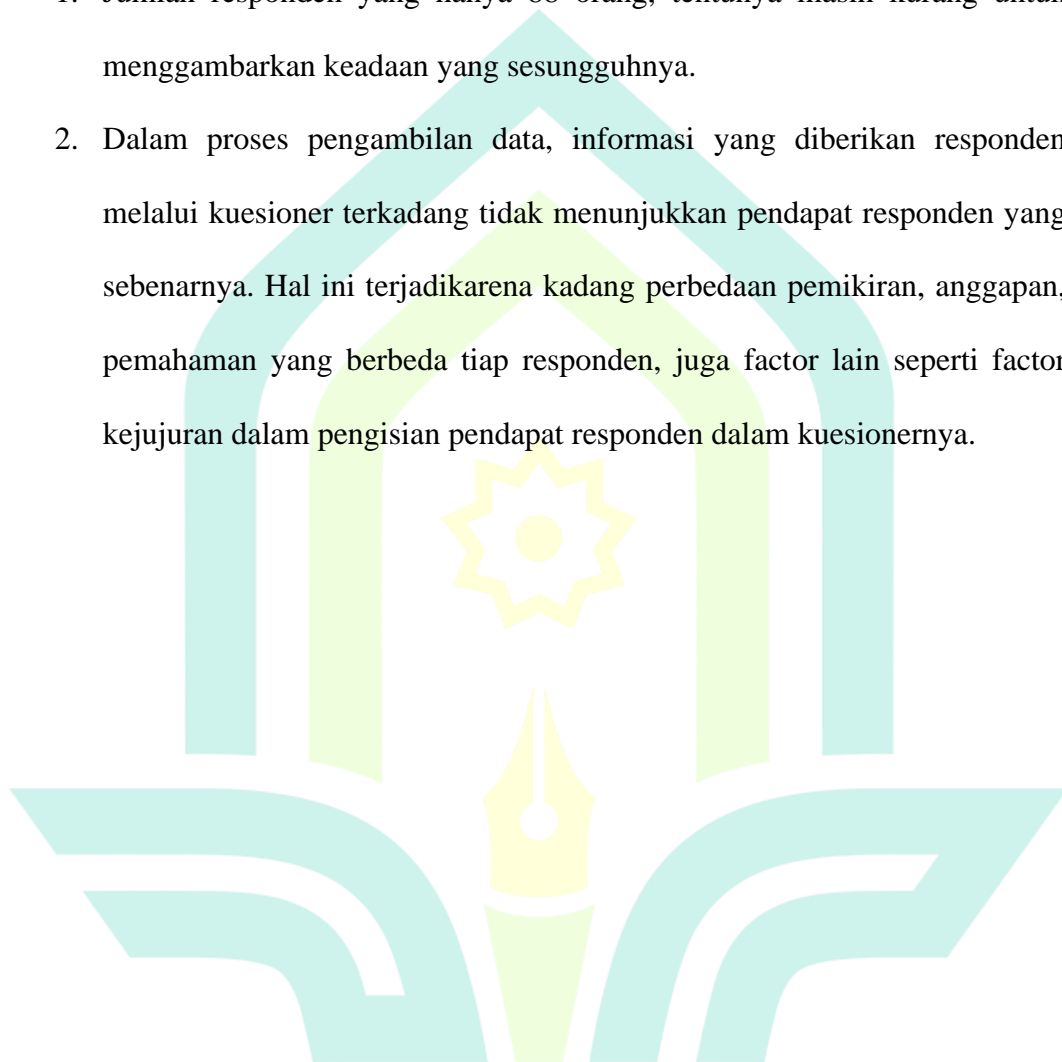 menggambarkan keadaan yang sesungguhnya.
2. Dalam proses pengambilan data, informasi yang diberikan responden
melalui kuesioner terkadang tidak menunjukkan pendapat responden yang
sebenarnya. Hal ini terjadikarena kadang perbedaan pemikiran, anggapan,
pemahaman yang berbeda tiap responden, juga factor lain seperti factor
kejujuran dalam pengisian pendapat responden dalam kuesionernya.